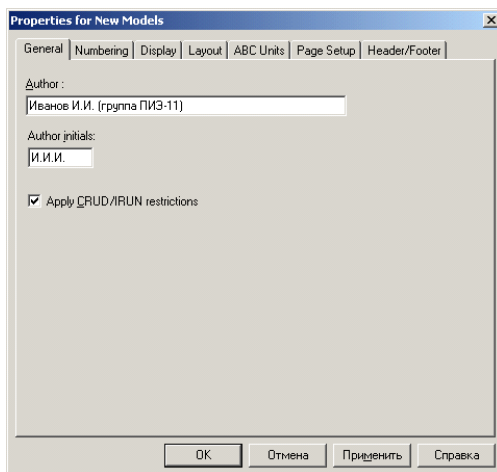 Properties for New Models
General Numbering Display Layout ABC Units Page Setup Header/Footer
Author :
Иванов И.И. (группа ПИЭ-11)
Author initials:
И.И.И.
Apply CRUD/IRUN restrictions
OK Отмена Применить Справка